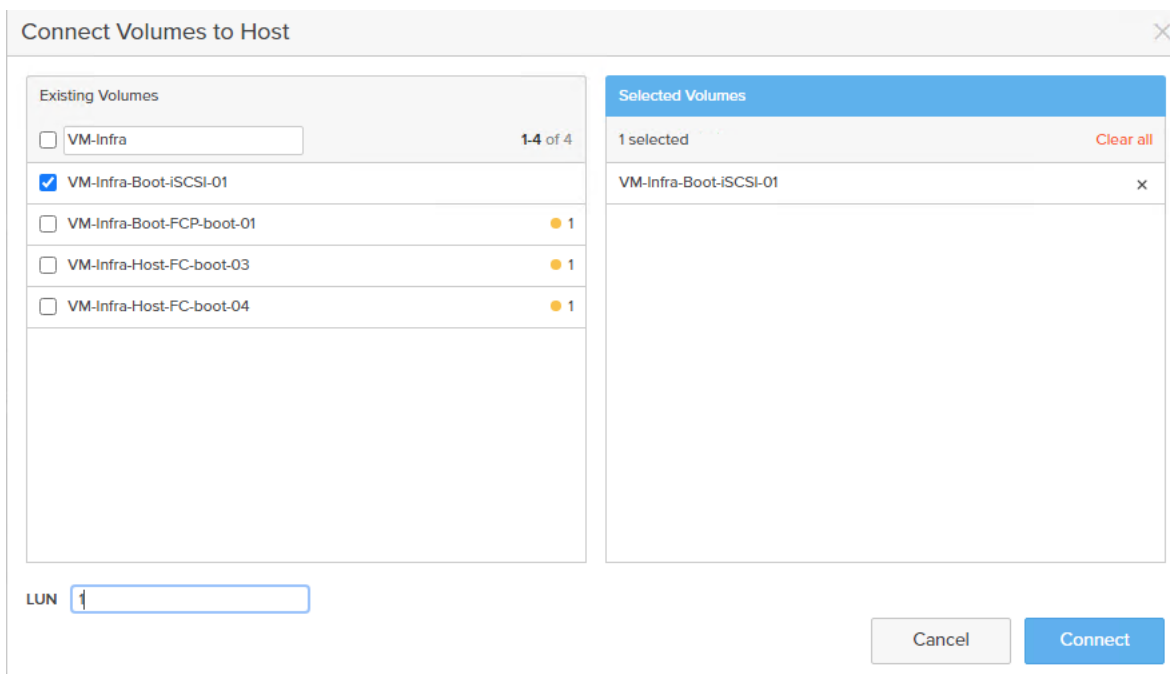 Connect Volumes to Host
Existing Volumes
VM-Infra
1-4 of 4
VM-Infra-Boot-iSCSI-01
VM-Infra-Boot-FCP-boot-01
1
VM-Infra-Host-FC-boot-03
1
VM-Infra-Host-FC-boot-04
1
Selected Volumes
1 selected
Clear all
VM-Infra-Boot-iSCSI-01
LUN 1
Cancel
Connect